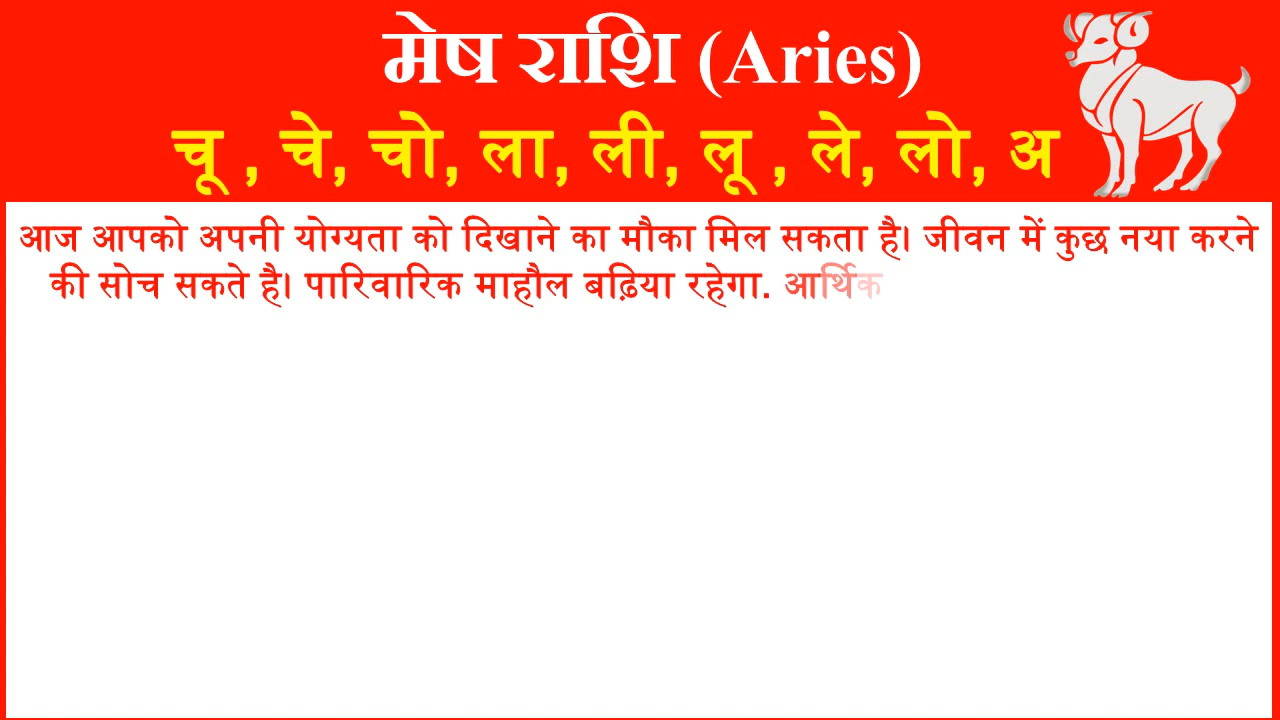 मेष राशि (Aries)
चू , चे, चो, ला, ली, लू , ले, लो, अ
आज आपको अपनी योग्यता को दिखाने का मौका मिल सकता है। जीवन में कुछ नया करने
की सोच सकते है। पारिवारिक माहौल बढ़िया रहेगा. आर्थिक